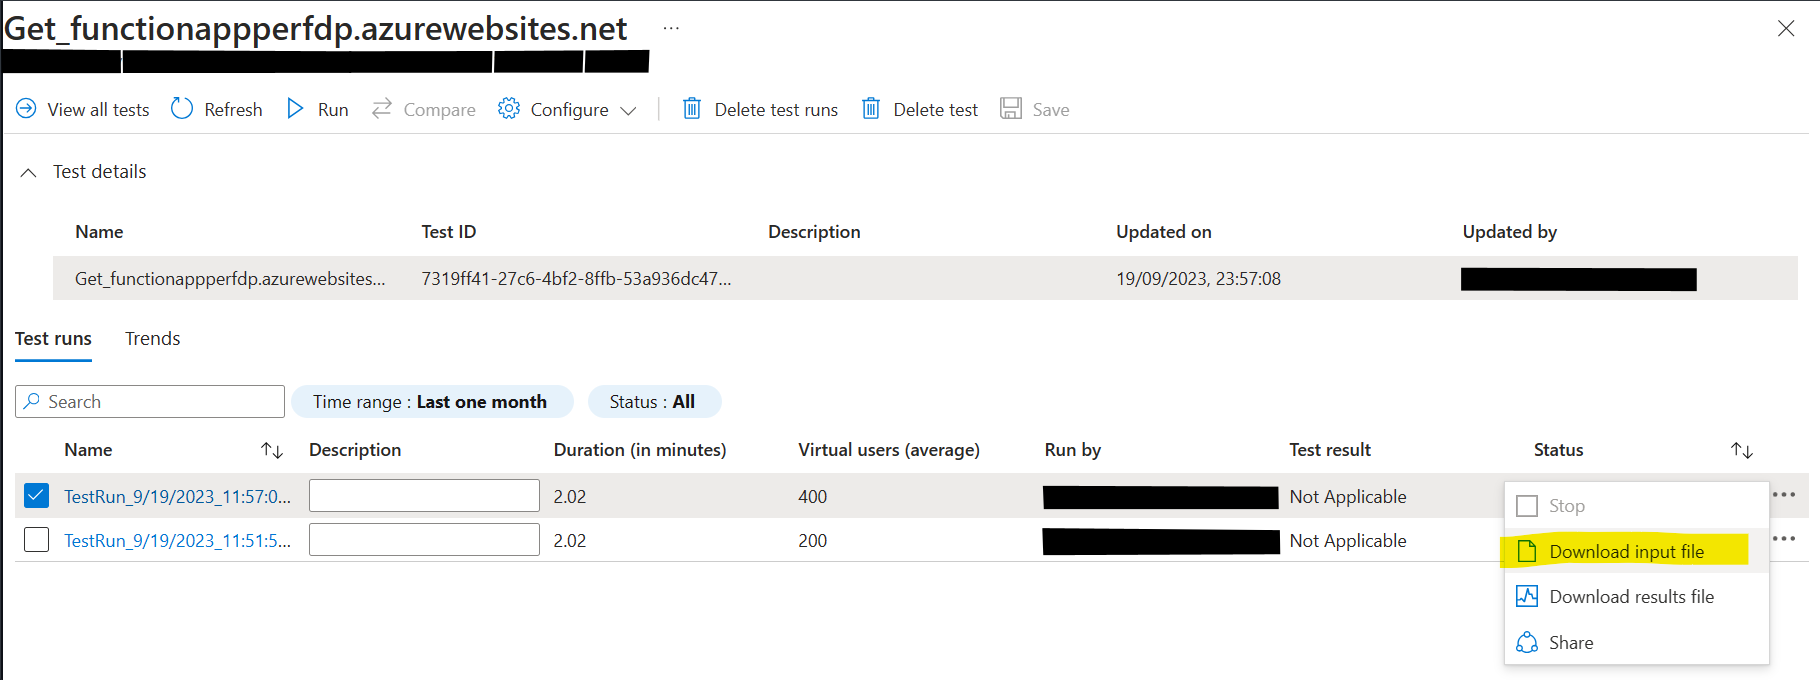 Get_functionappperfdp.azurewebsites.net ...
View all tests Refresh Run Compare Configure Delete test runs Delete test Save
Test details
Name Test ID Description Updated on Updated by
Get_functionappperfdp.azurewebsites... 7319ff41-27c6-4bf2-8ffb-53a936dc47... 19/09/2023, 23:57:08
Test runs Trends
Search Time range : Last one month Status : All
Name Description Duration (in minutes) Virtual users (average) Run by Test result Status
TestRun_9/19/2023_11:57:0... 2.02 400 Not Applicable
TestRun_9/19/2023_11:51:5... 2.02 200 Not Applicable
Stop
Download input file
Download results file
Share